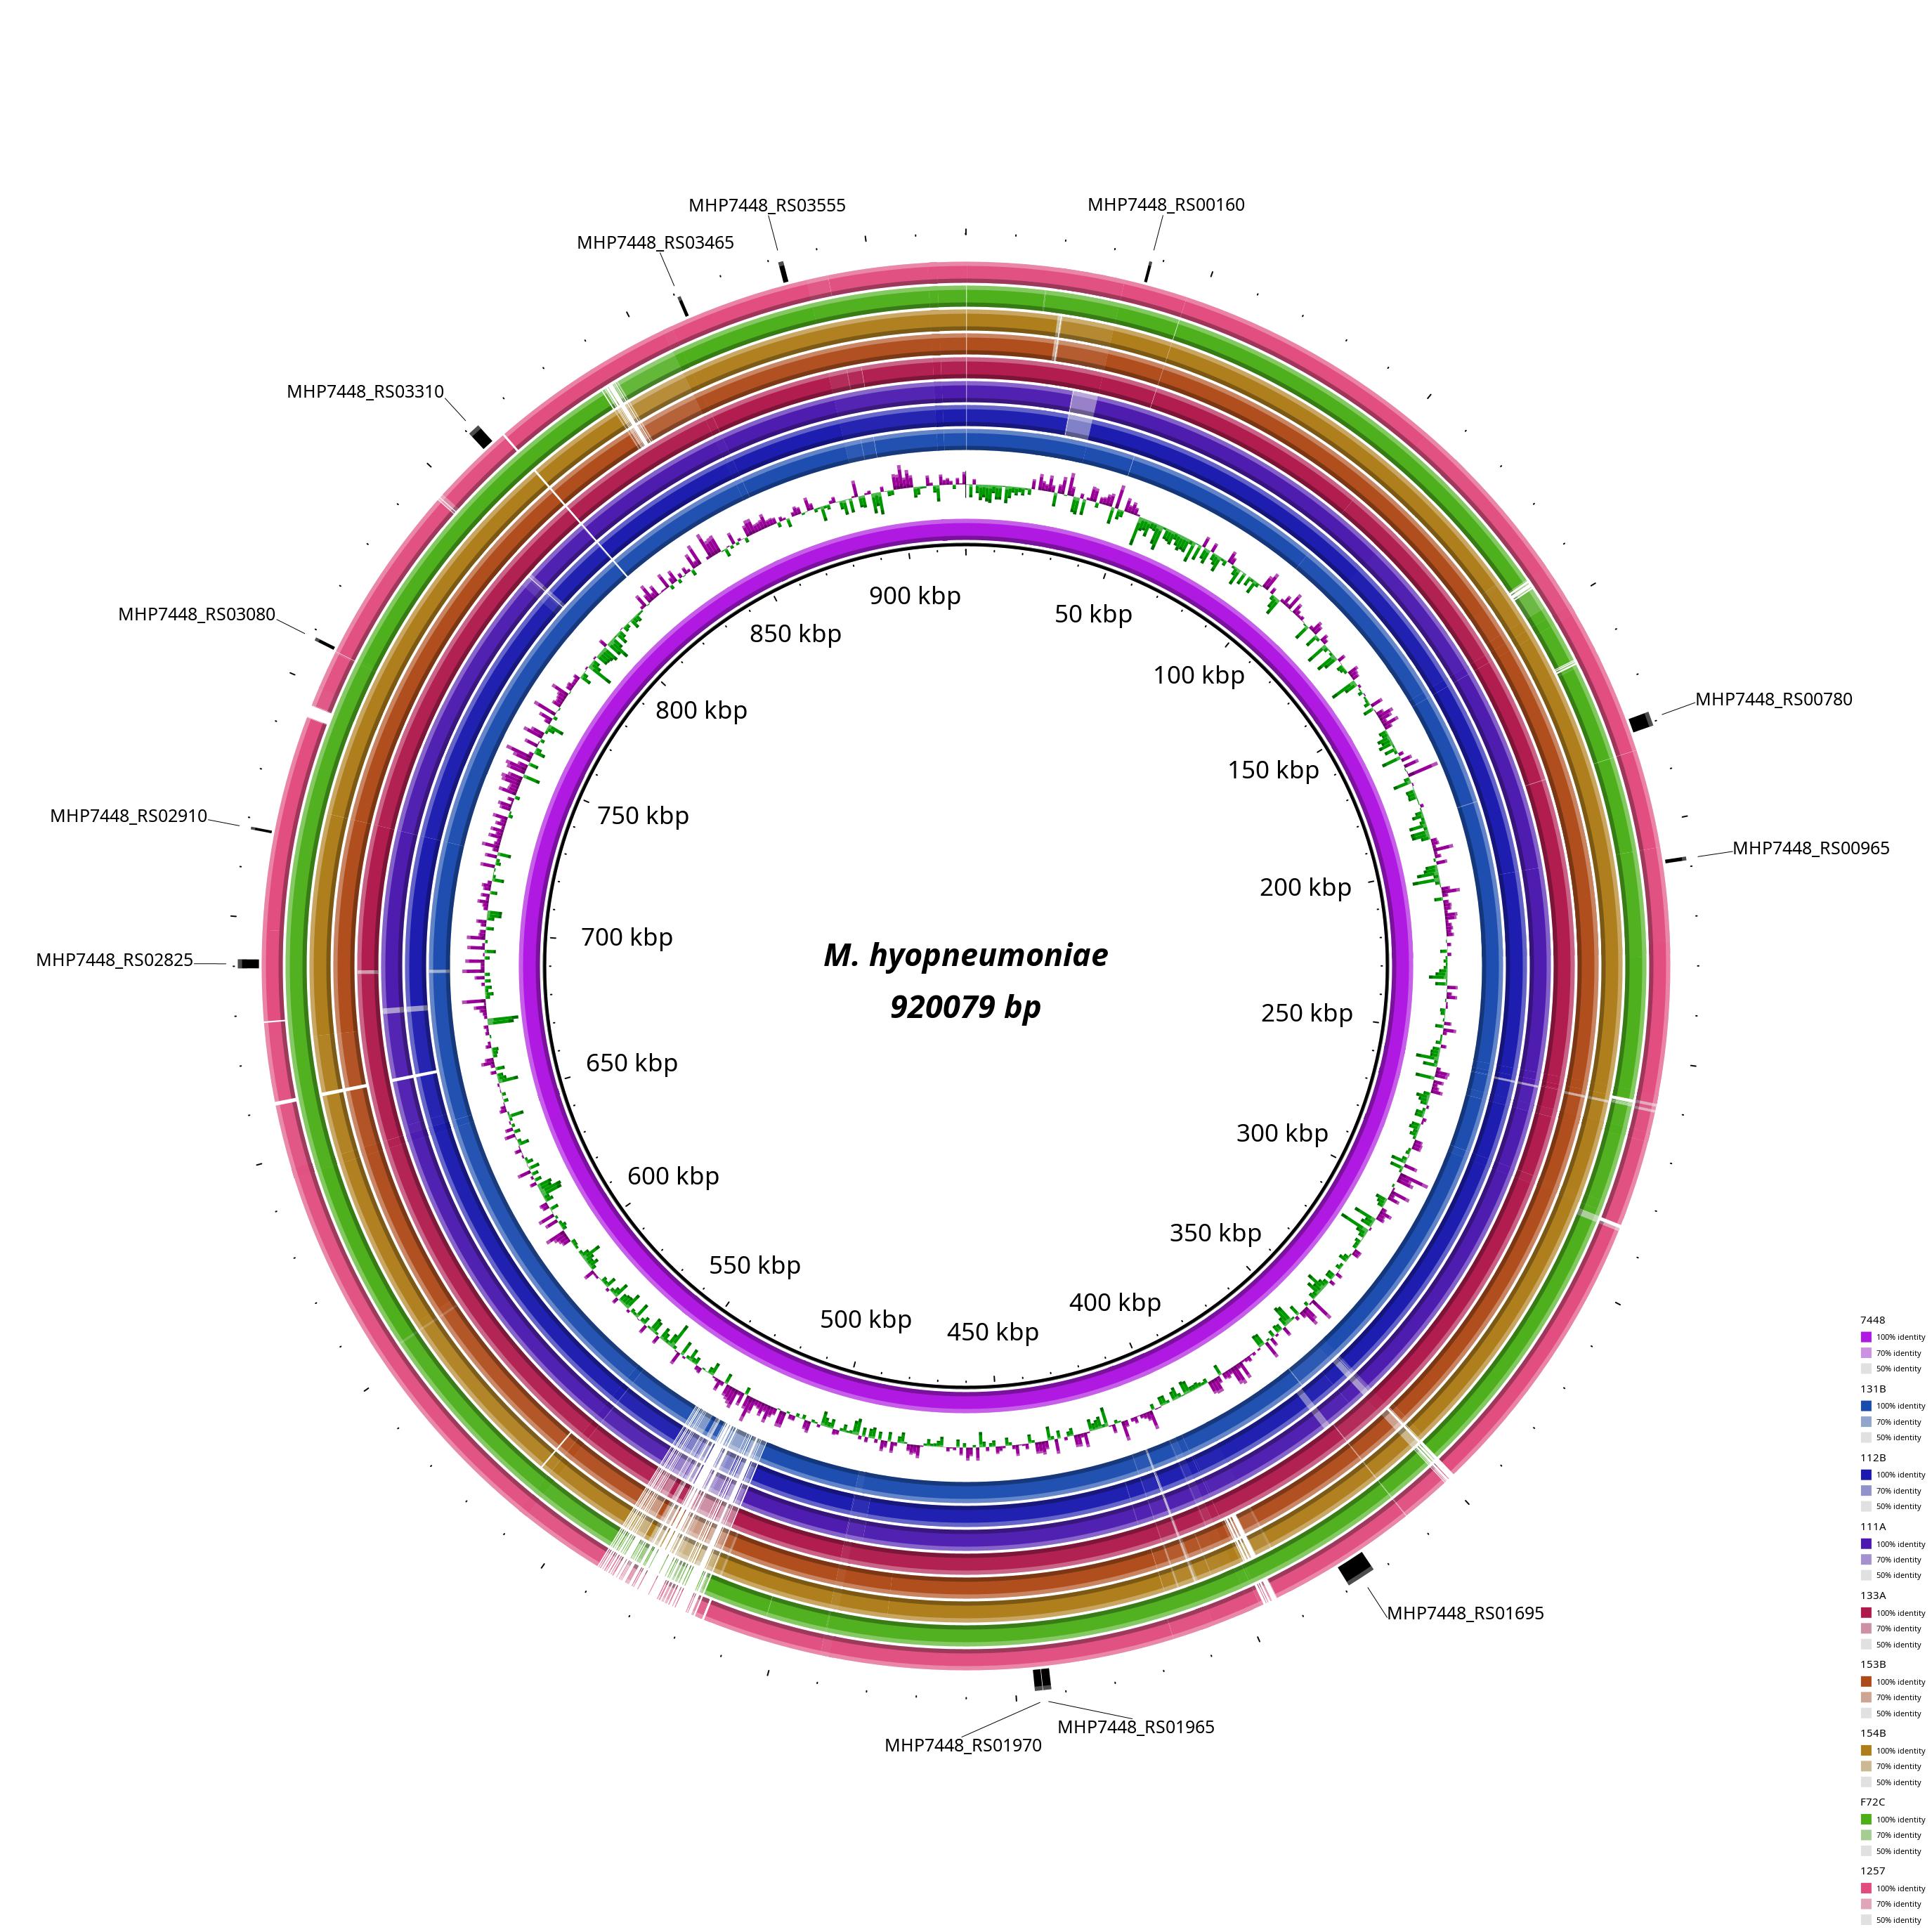 MHP7448_RS03555
MHP7448_RS00160
MHP7448_RS03465
MHP7448_RS03310
MHP7448_RS03080
MHP7448_RS00780
MHP7448_RS02910
MHP7448_RS00965
MHP7448_RS02825
MHP7448_RS01695
MHP7448_RS01965
MHP7448_RS01970
900 kbp
50 kbp
850 kbp
100 kbp
800 kbp
150 kbp
750 kbp
200 kbp
700 kbp
250 kbp
650 kbp
300 kbp
600 kbp
350 kbp
550 kbp
400 kbp
500 kbp
450 kbp
M. hyopneumoniae
920079 bp
7448
100% identity
70% identity
50% identity
131B
100% identity
70% identity
50% identity
112B
100% identity
70% identity
50% identity
111A
100% identity
70% identity
50% identity
133A
100% identity
70% identity
50% identity
153B
100% identity
70% identity
50% identity
154B
100% identity
70% identity
50% identity
F72C
100% identity
70% identity
50% identity
1257
100% identity
70% identity
50% identity